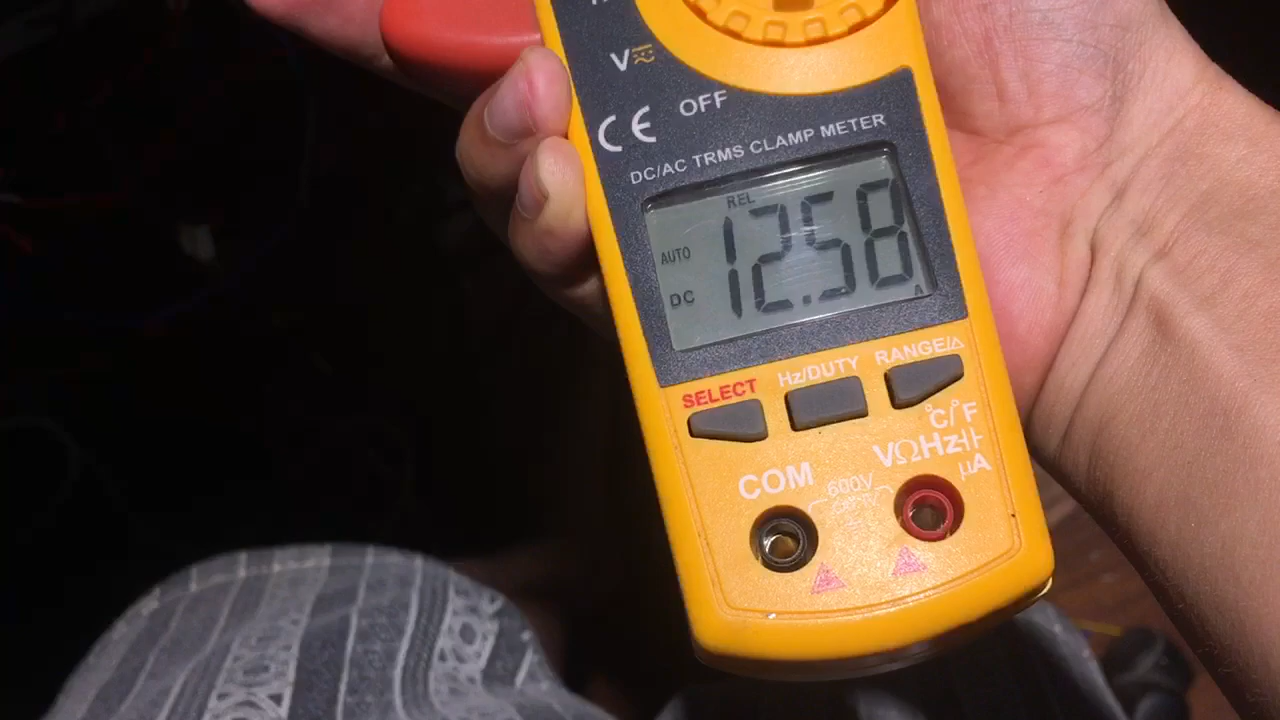 V
CE OFF
DC/AC TRMS CLAMP METER
REL
AUTO
12.58
DC
A
SELECT Hz/DUTY RANGE/Δ
°C/°F
COM VΩHz
µA
600V